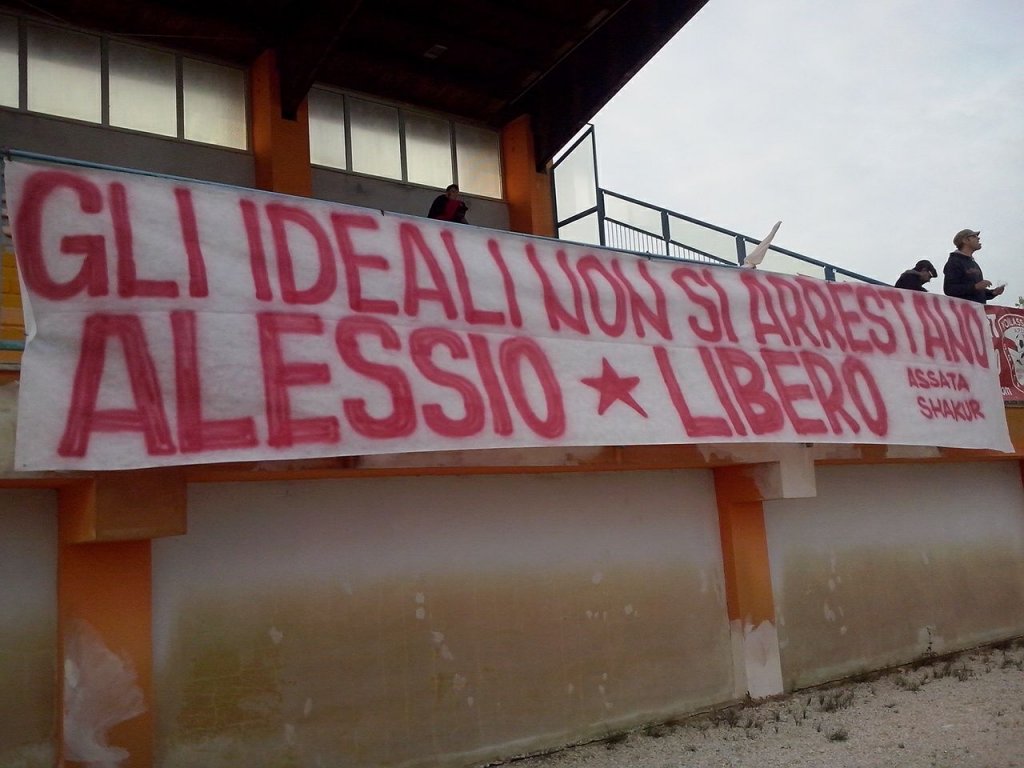 GLI IDEALI NON SI ARRESTANO
ALESSIO ★ LIBERO
ASSATA
SHAKUR